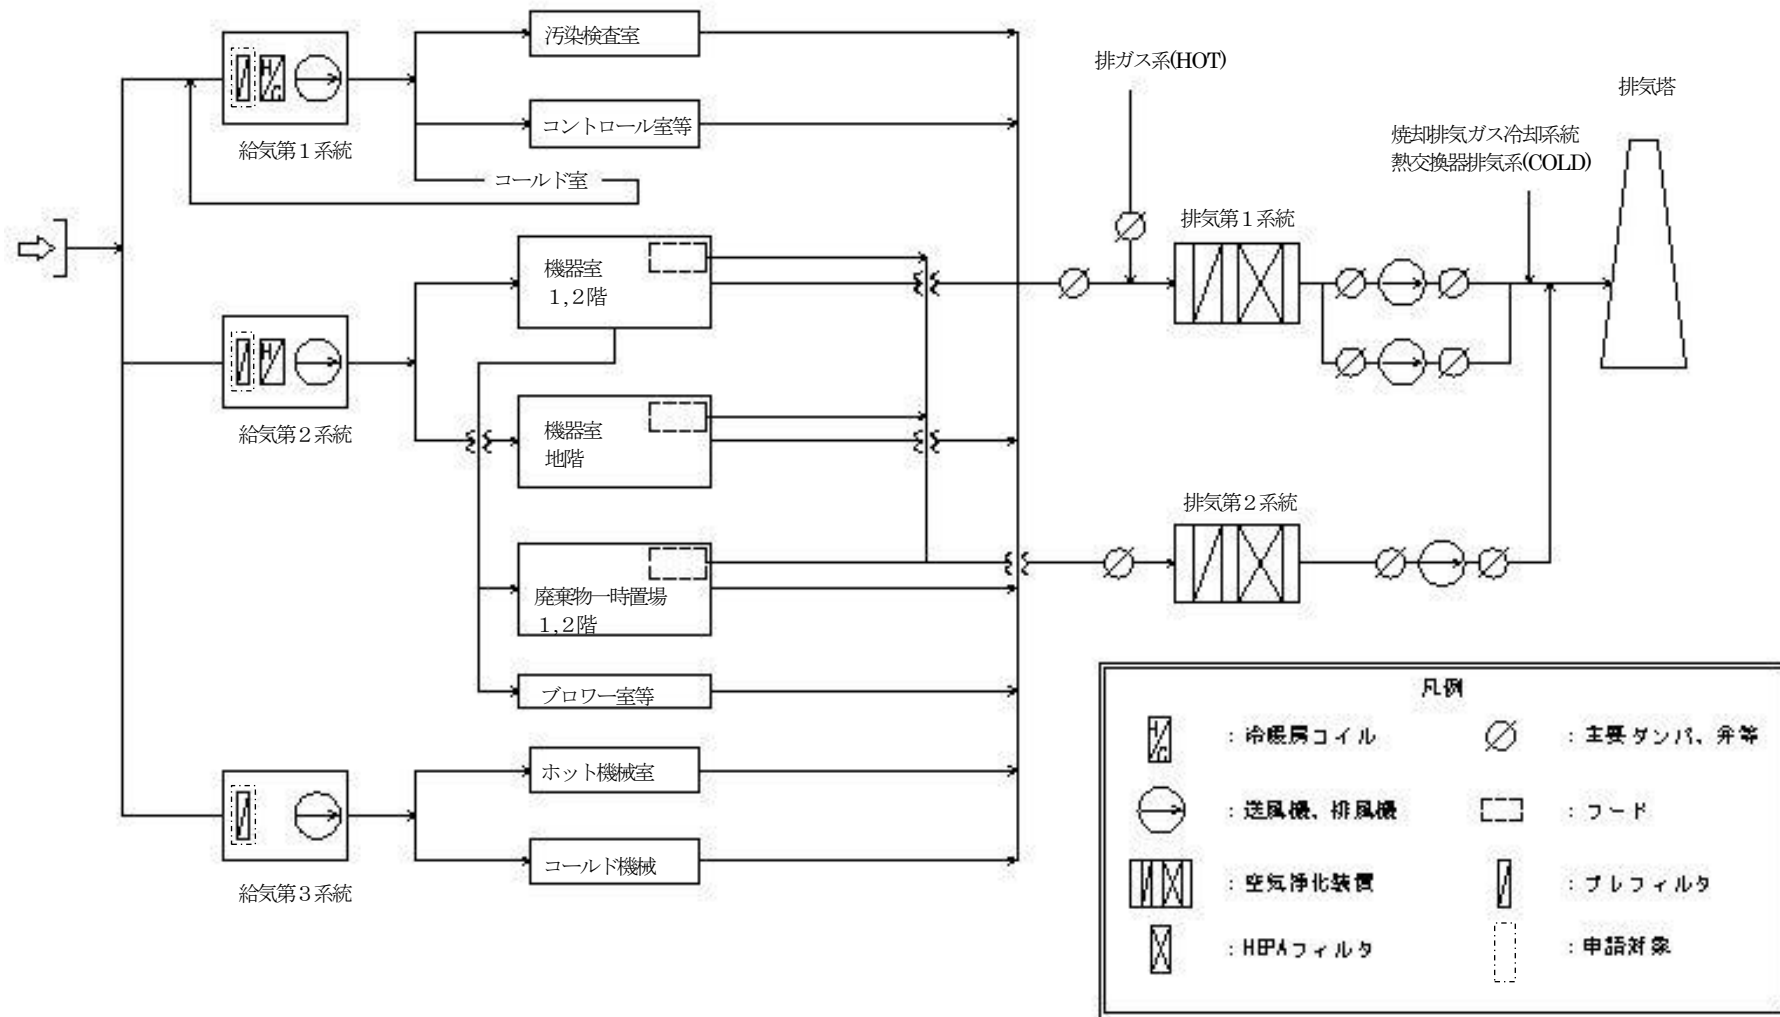 汚染検査室
排ガス系(HOT)
排気塔
コントロール室等
焼却排気ガス冷却系統
熱交換器排気系(COLD)
給気第1系統
コールド室
排気第1系統
機器室
1,2階
給気第2系統
機器室
地階
排気第2系統
廃棄物一時置場
1,2階
ブロワー室等
ホット機械室
コールド機械
給気第3系統
凡例
H/C
:冷暖房コイル
:主要ダンパ、弁等
:送風機、排風機
:フード
:空気浄化装置
:プレフィルタ
:HEPAフィルタ
:申請対象